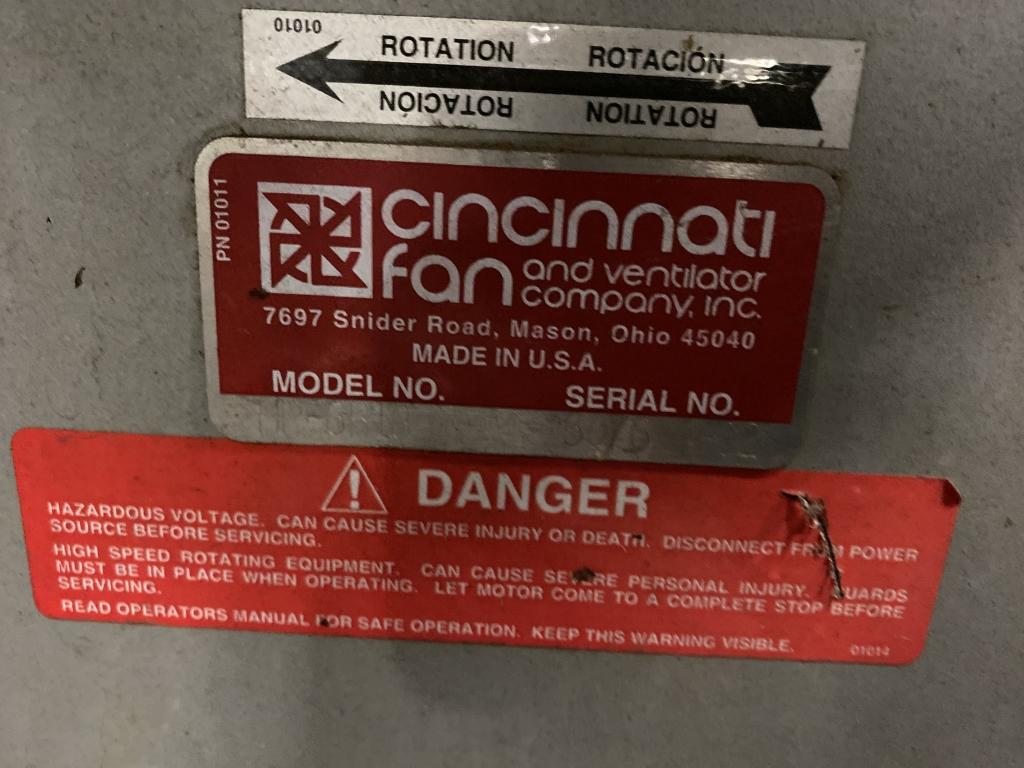 01010
ROTATION ROTACIÓN
ROTACIÓN ROTATION
PN 01011
cincinnati
fan and ventilator
company, inc.
7697 Snider Road, Mason, Ohio 45040
MADE IN U.S.A.
MODEL NO. SERIAL NO.
DANGER
HAZARDOUS VOLTAGE. CAN CAUSE SEVERE INJURY OR DEATH. DISCONNECT FROM POWER
SOURCE BEFORE SERVICING.
HIGH SPEED ROTATING EQUIPMENT. CAN CAUSE SEVERE PERSONAL INJURY. GUARDS
MUST BE IN PLACE WHEN OPERATING. LET MOTOR COME TO A COMPLETE STOP BEFORE
SERVICING.
READ OPERATORS MANUAL FOR SAFE OPERATION. KEEP THIS WARNING VISIBLE.
01014